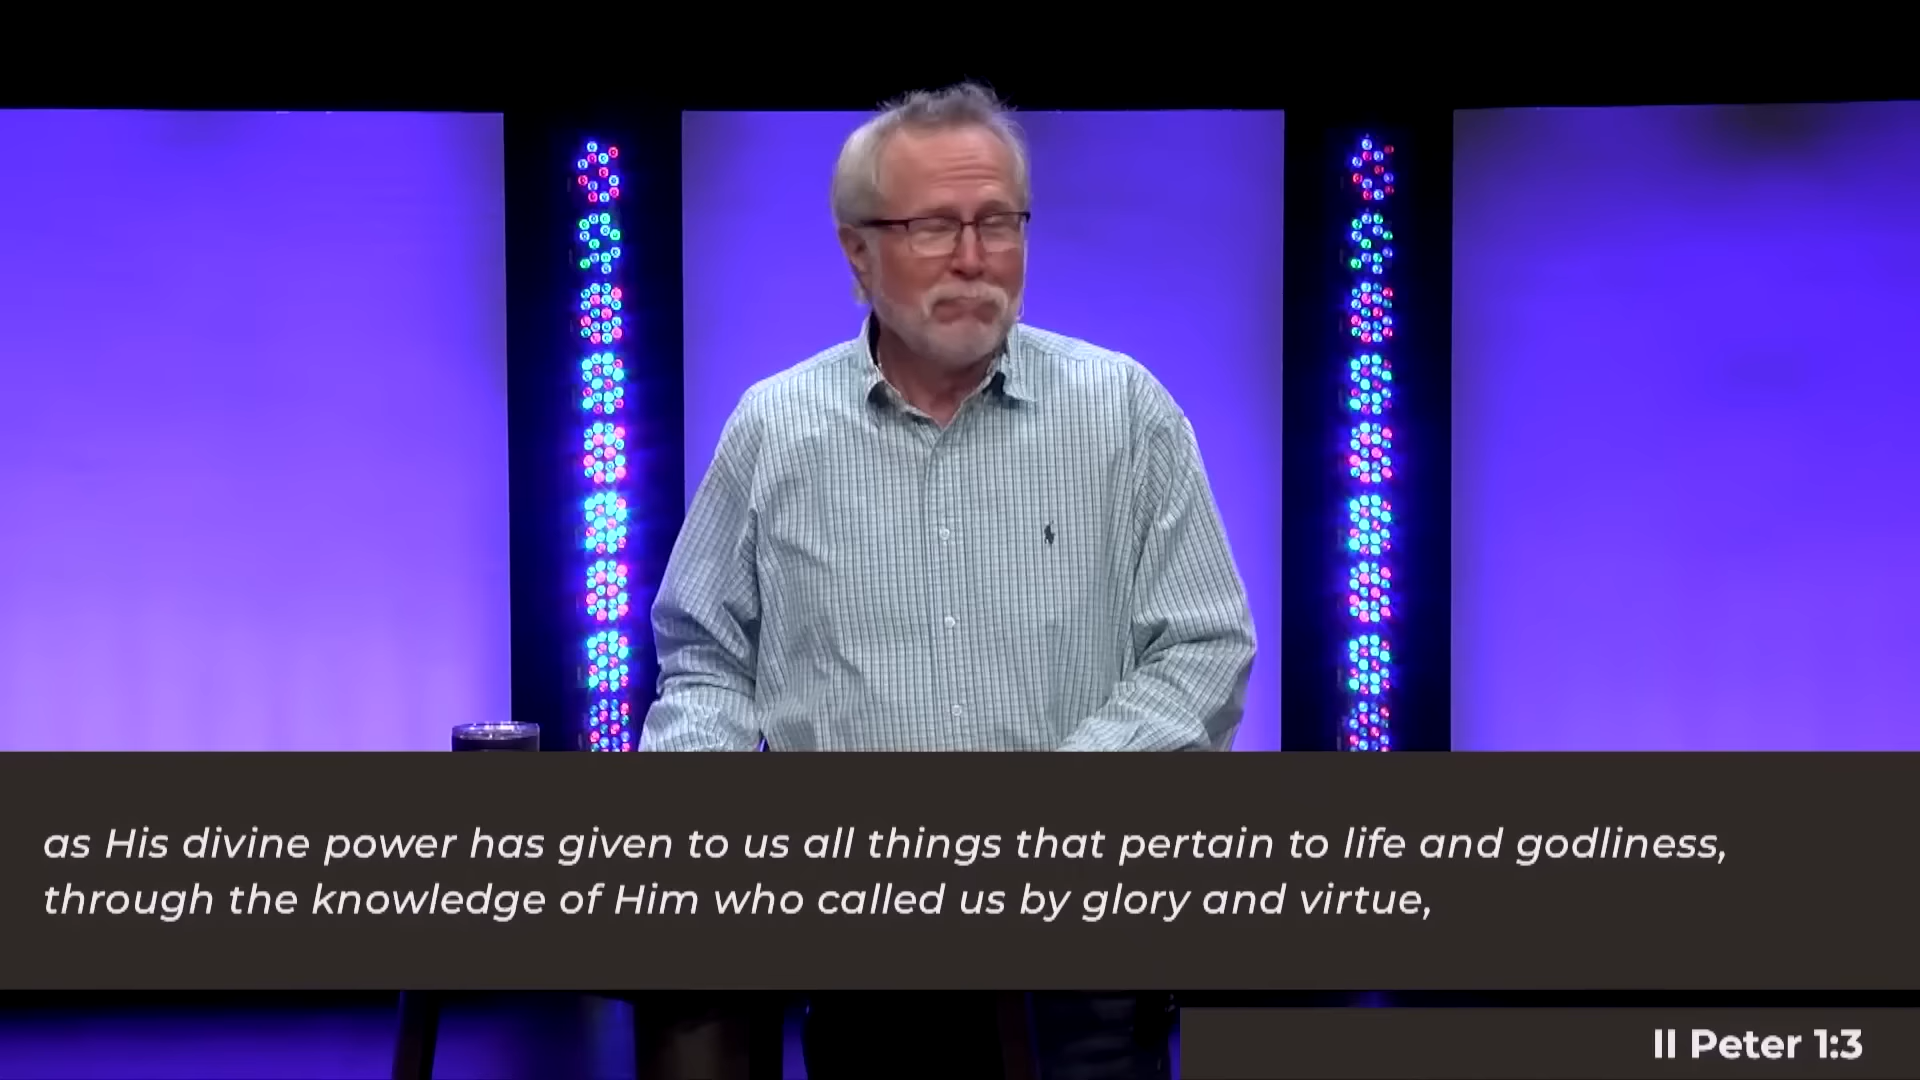 as His divine power has given to us all things that pertain to life and godliness,
through the knowledge of Him who called us by glory and virtue,
II Peter 1:3